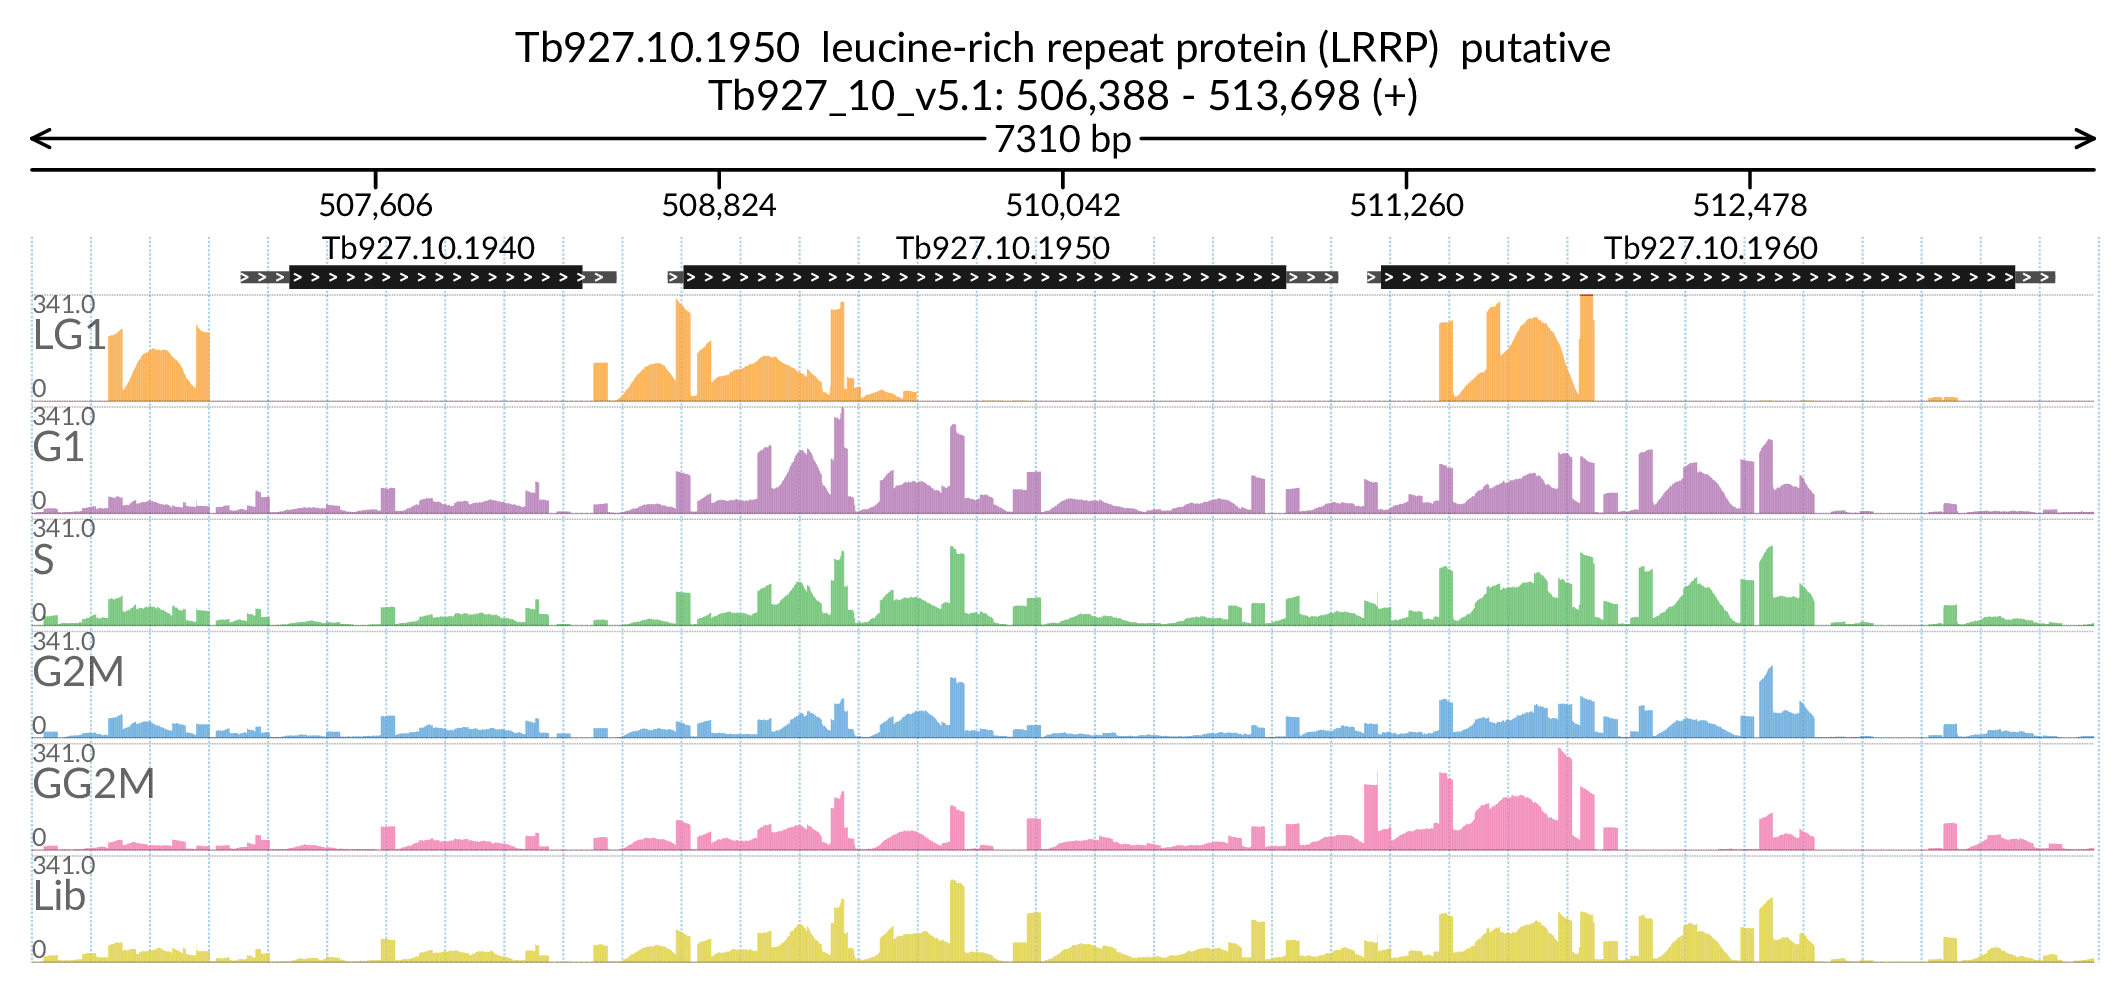 Tb927.10.1950 leucine-rich repeat protein (LRRP) putative
Tb927_10_v5.1: 506,388 - 513,698 (+)
7310 bp
507,606 508,824 510,042 511,260 512,478
Tb927.10.1940 Tb927.10.1950 Tb927.10.1960
341.0
LG1
0
341.0
G1
0
341.0
S
0
341.0
G2M
0
341.0
GG2M
0
341.0
Lib
0